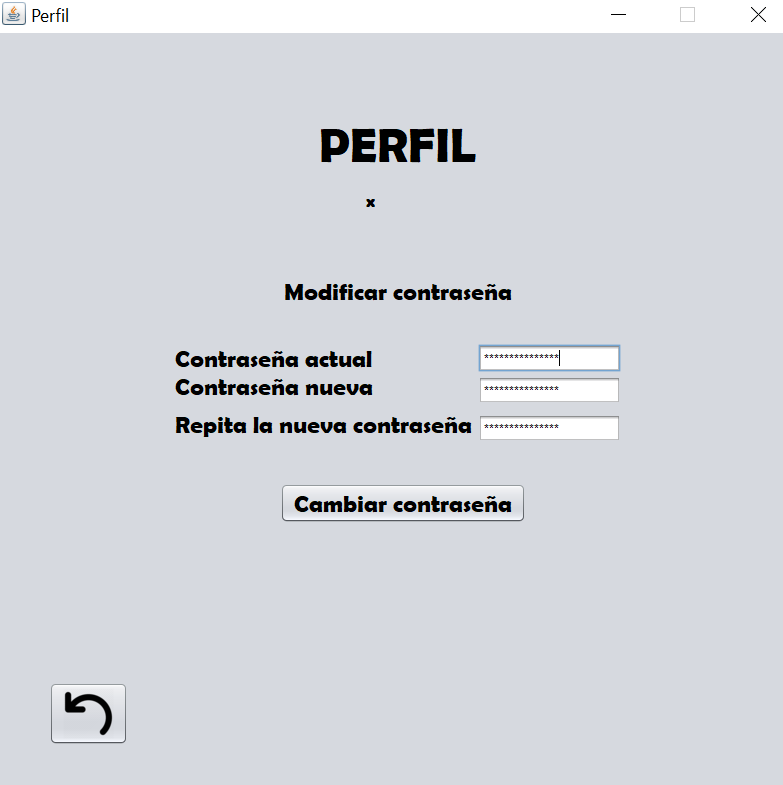 Perfil
PERFIL
x
Modificar contraseña
Contraseña actual ***************
Contraseña nueva ***************
Repita la nueva contraseña ***************
Cambiar contraseña